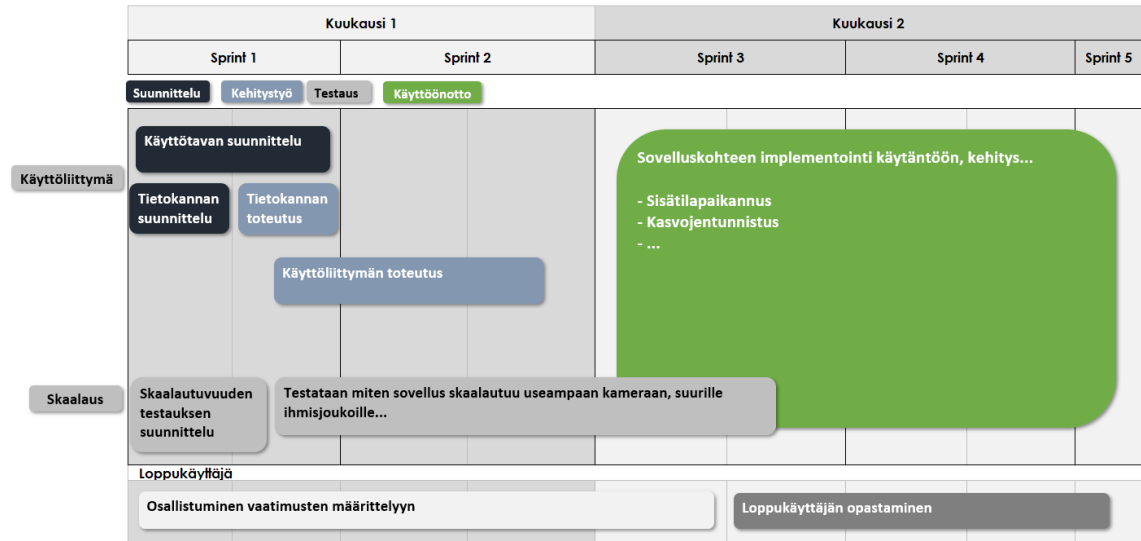 Kuukausi 1
Kuukausi 2
Sprint 1
Sprint 2
Sprint 3
Sprint 4
Sprint 5
Suunnittelu
Kehitystyö
Testaus
Käyttöönotto
Käyttöliittymä
Käyttötavan suunnittelu
Tietokannan
suunnittelu
Tietokannan
toteutus
Käyttöliittymän toteutus
Sovelluskohteen implementointi käytäntöön, kehitys...
- Sisätilapaikannus
- Kasvojentunnistus
- ...
Skaalaus
Skaalautuvuuden
testauksen
suunnittelu
Testataan miten sovellus skaalautuu useampaan kameraan, suurille
ihmisjoukoille...
Loppukäyttäjä
Osallistuminen vaatimusten määrittelyyn
Loppukäyttäjän opastaminen